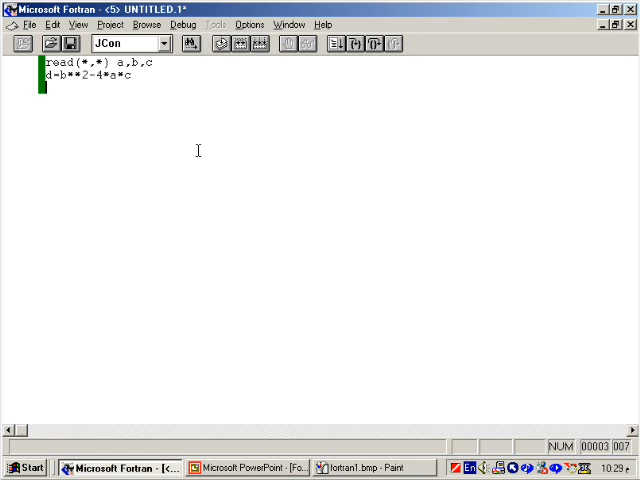 Microsoft Fortran - <5> UNTITLED.1*
File Edit View Project Browse Debug Tools Options Window Help
JCon
read(*,*) a,b,c
d=b**2-4*a*c
NUM 00003 007
Start Microsoft Fortran - [<... Microsoft PowerPoint - [Fo... fortran1.bmp - Paint En 10:29 م